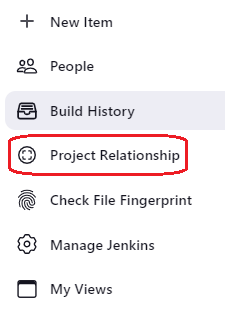 New Item
People
Build History
Project Relationship
Check File Fingerprint
Manage Jenkins
My Views